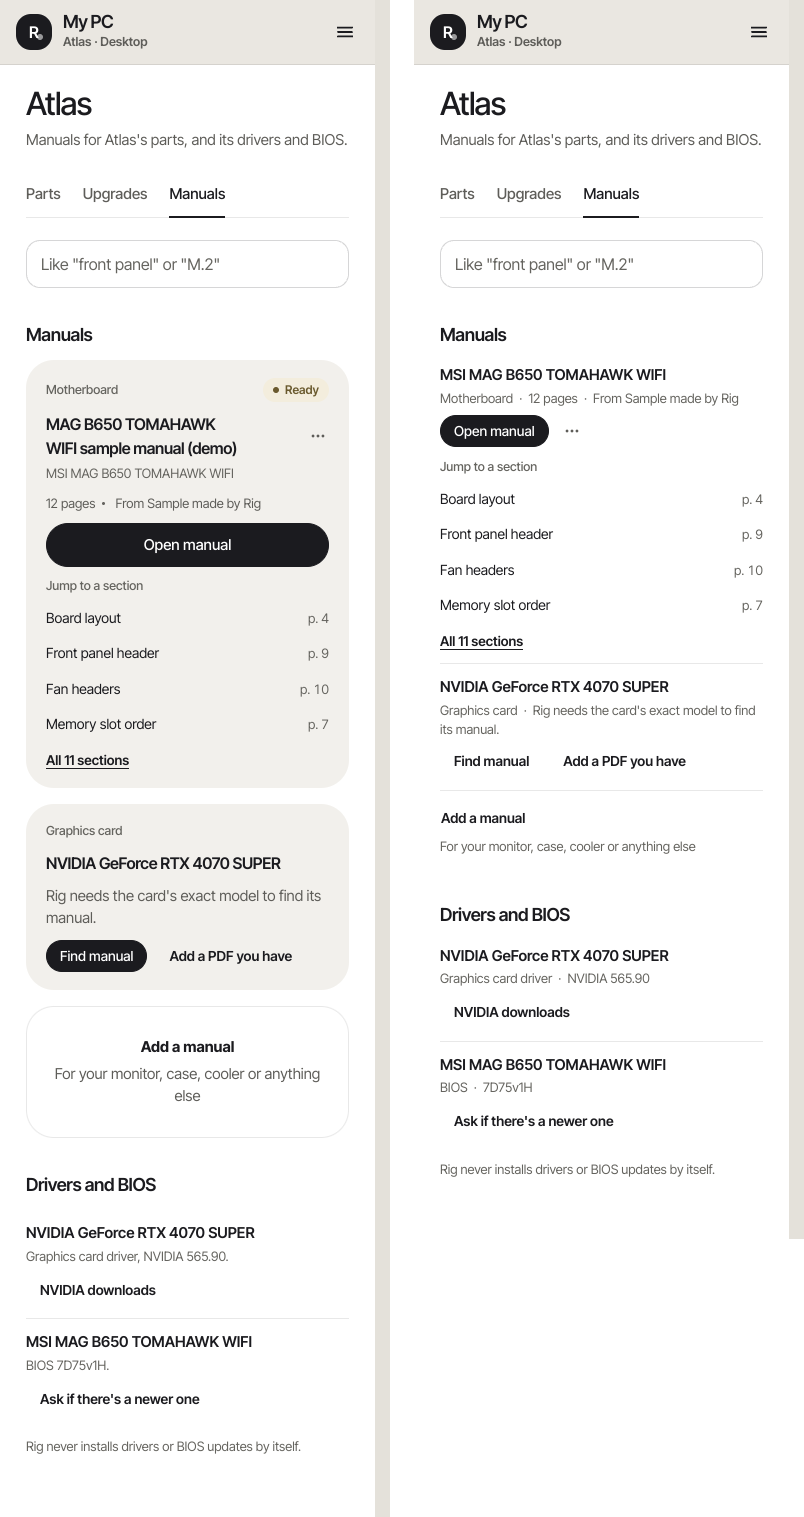 R
My PC
Atlas · Desktop
Atlas
Manuals for Atlas's parts, and its drivers and BIOS.
Parts
Upgrades
Manuals
Like "front panel" or "M.2"
Manuals
Motherboard
Ready
MAG B650 TOMAHAWK
WIFI sample manual (demo)
MSI MAG B650 TOMAHAWK WIFI
12 pages • From Sample made by Rig
Open manual
Jump to a section
Board layout p. 4
Front panel header p. 9
Fan headers p. 10
Memory slot order p. 7
All 11 sections
Graphics card
NVIDIA GeForce RTX 4070 SUPER
Rig needs the card's exact model to find its
manual.
Find manual
Add a PDF you have
Add a manual
For your monitor, case, cooler or anything
else
Drivers and BIOS
NVIDIA GeForce RTX 4070 SUPER
Graphics card driver, NVIDIA 565.90.
NVIDIA downloads
MSI MAG B650 TOMAHAWK WIFI
BIOS 7D75v1H.
Ask if there's a newer one
Rig never installs drivers or BIOS updates by itself.
R
My PC
Atlas · Desktop
Atlas
Manuals for Atlas's parts, and its drivers and BIOS.
Parts
Upgrades
Manuals
Like "front panel" or "M.2"
Manuals
MSI MAG B650 TOMAHAWK WIFI
Motherboard · 12 pages · From Sample made by Rig
Open manual
Jump to a section
Board layout p. 4
Front panel header p. 9
Fan headers p. 10
Memory slot order p. 7
All 11 sections
NVIDIA GeForce RTX 4070 SUPER
Graphics card · Rig needs the card's exact model to find
its manual.
Find manual
Add a PDF you have
Add a manual
For your monitor, case, cooler or anything else
Drivers and BIOS
NVIDIA GeForce RTX 4070 SUPER
Graphics card driver · NVIDIA 565.90
NVIDIA downloads
MSI MAG B650 TOMAHAWK WIFI
BIOS · 7D75v1H
Ask if there's a newer one
Rig never installs drivers or BIOS updates by itself.